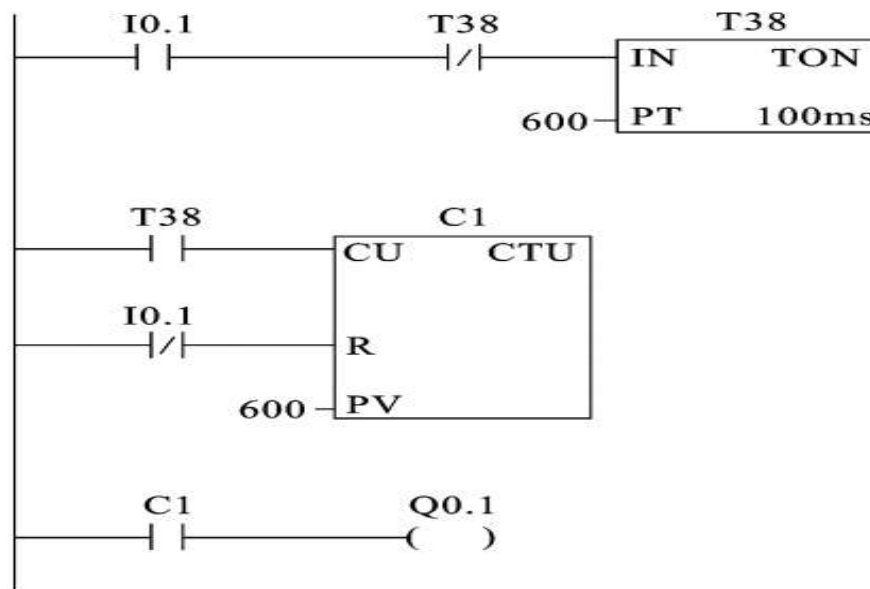 I0.1 T38 T38
IN TON
600 PT 100ms
T38 C1
CU CTU
I0.1
R
600 PV
C1 Q0.1
( )